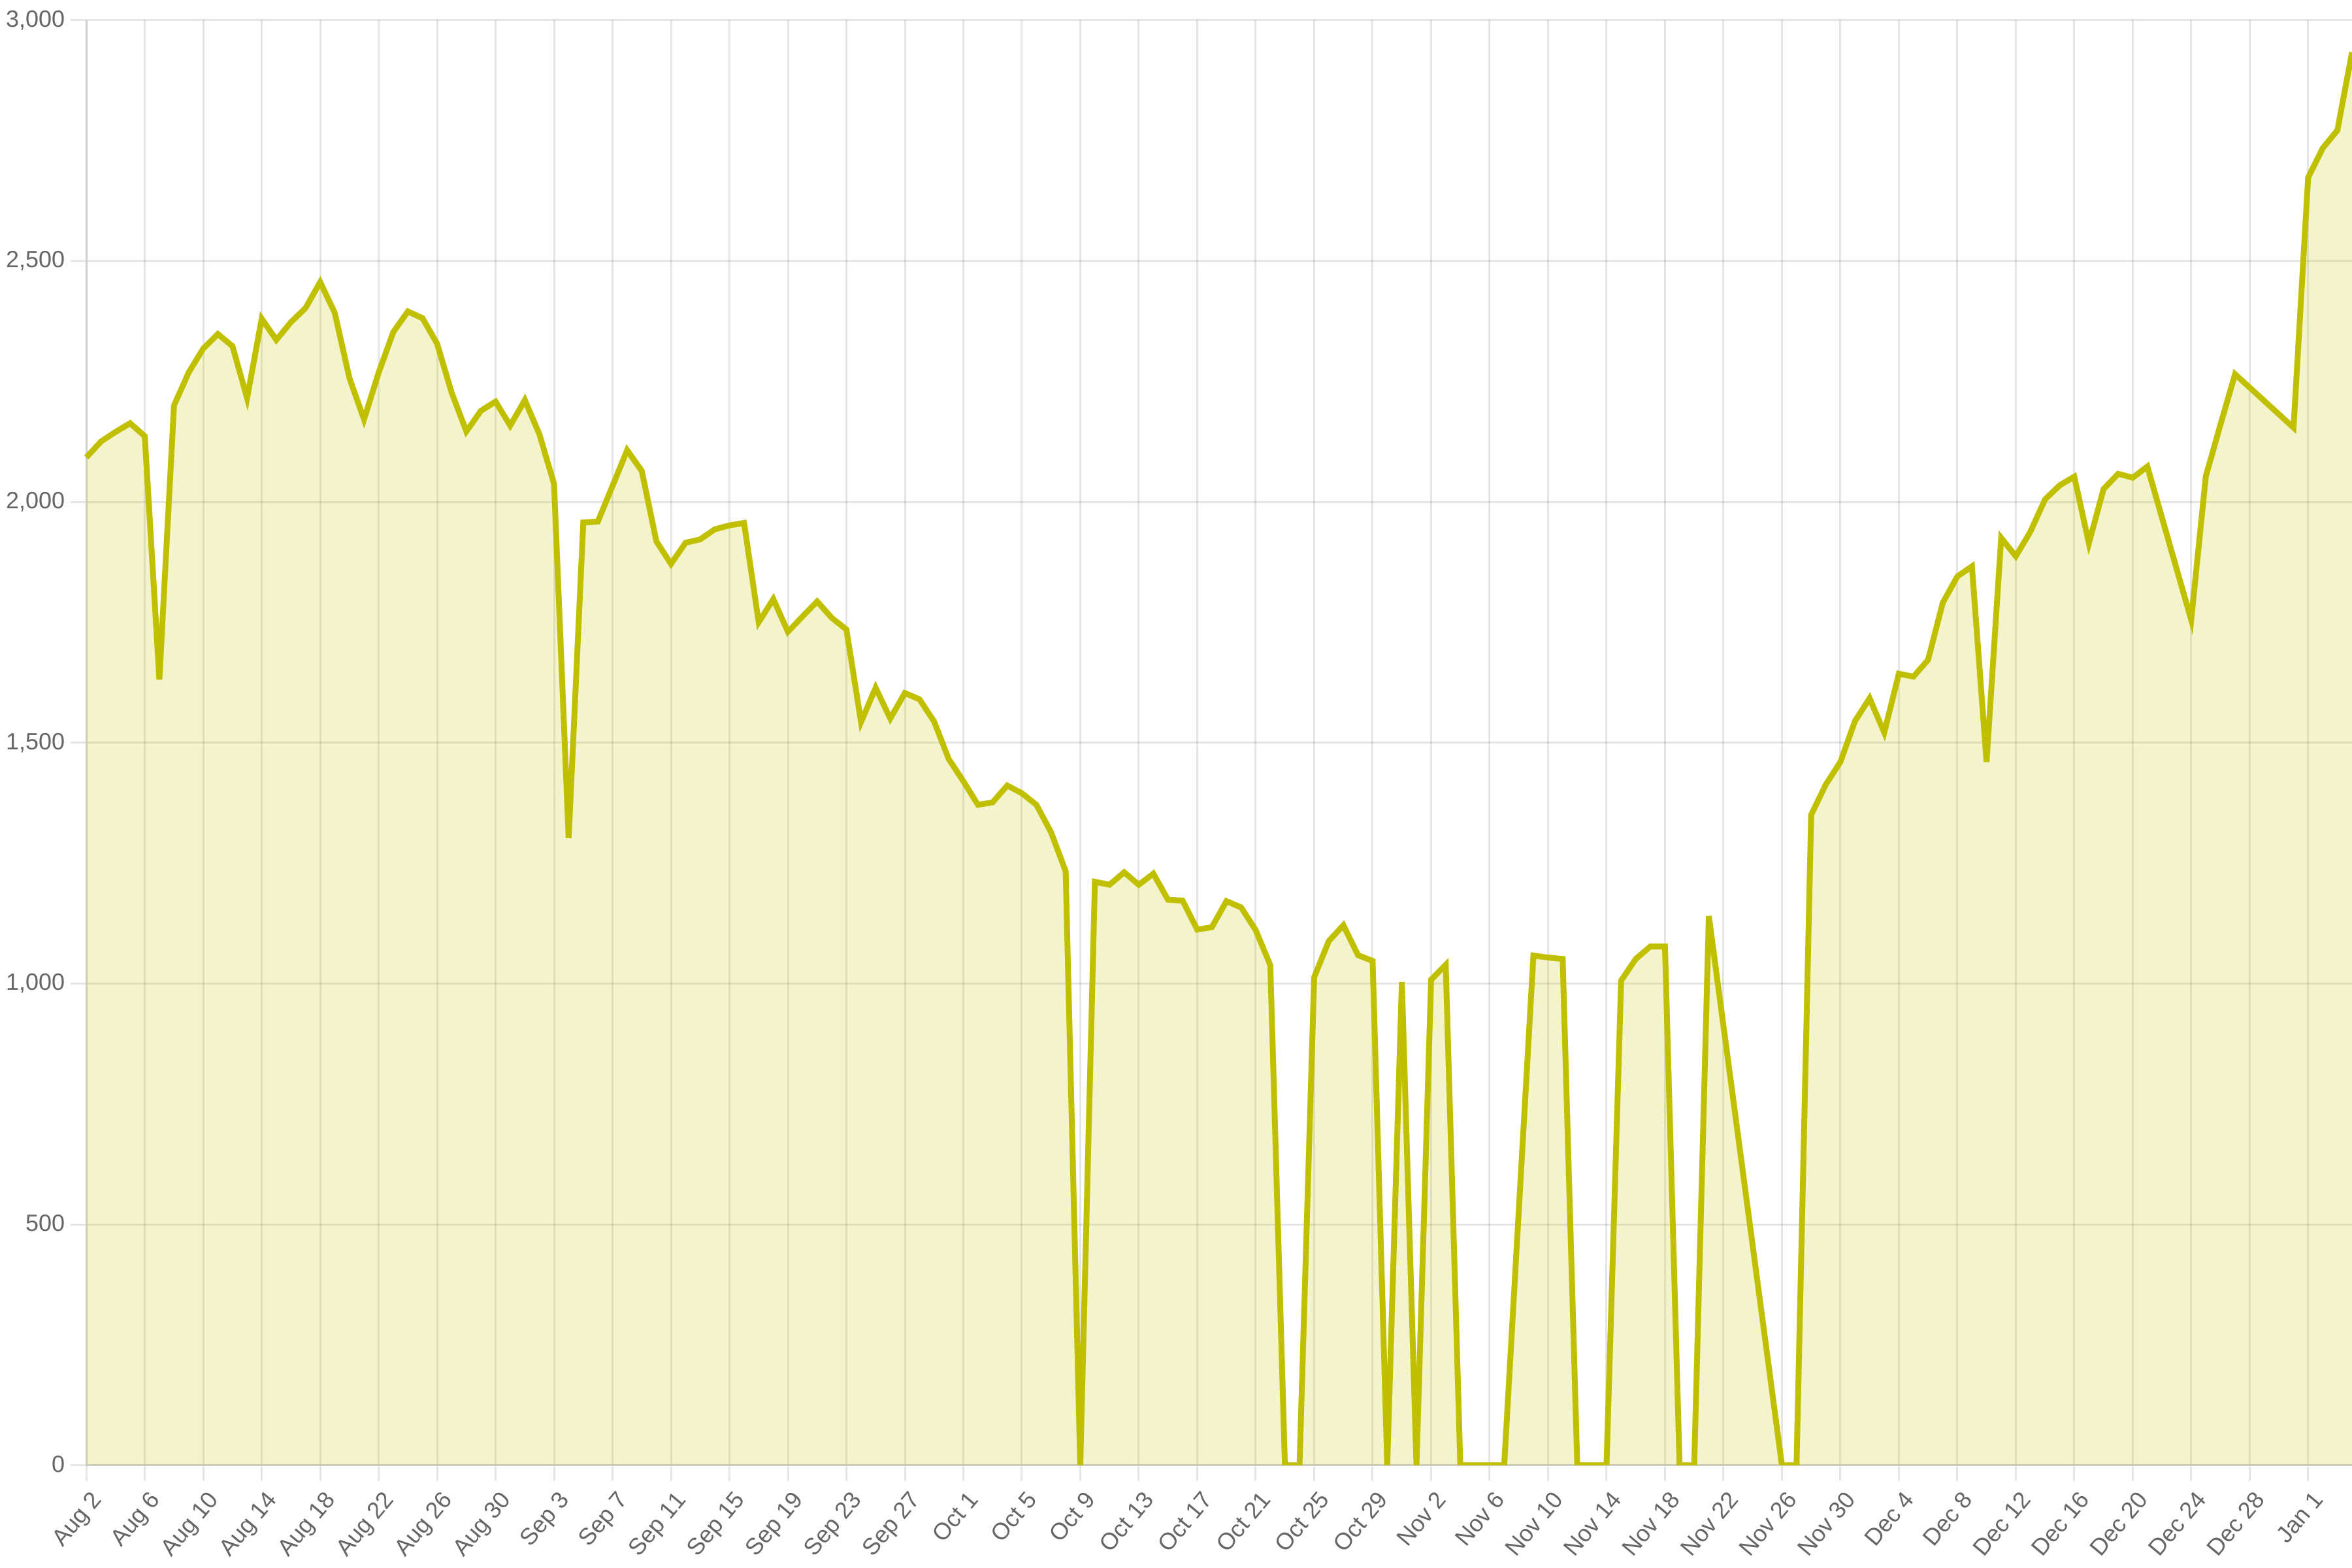 3,000
2,500
2,000
1,500
1,000
500
0
Aug 2
Aug 6
Aug 10
Aug 14
Aug 18
Aug 22
Aug 26
Aug 30
Sep 3
Sep 7
Sep 11
Sep 15
Sep 19
Sep 23
Sep 27
Oct 1
Oct 5
Oct 9
Oct 13
Oct 17
Oct 21
Oct 25
Oct 29
Nov 2
Nov 6
Nov 10
Nov 14
Nov 18
Nov 22
Nov 26
Nov 30
Dec 4
Dec 8
Dec 12
Dec 16
Dec 20
Dec 24
Dec 28
Jan 1